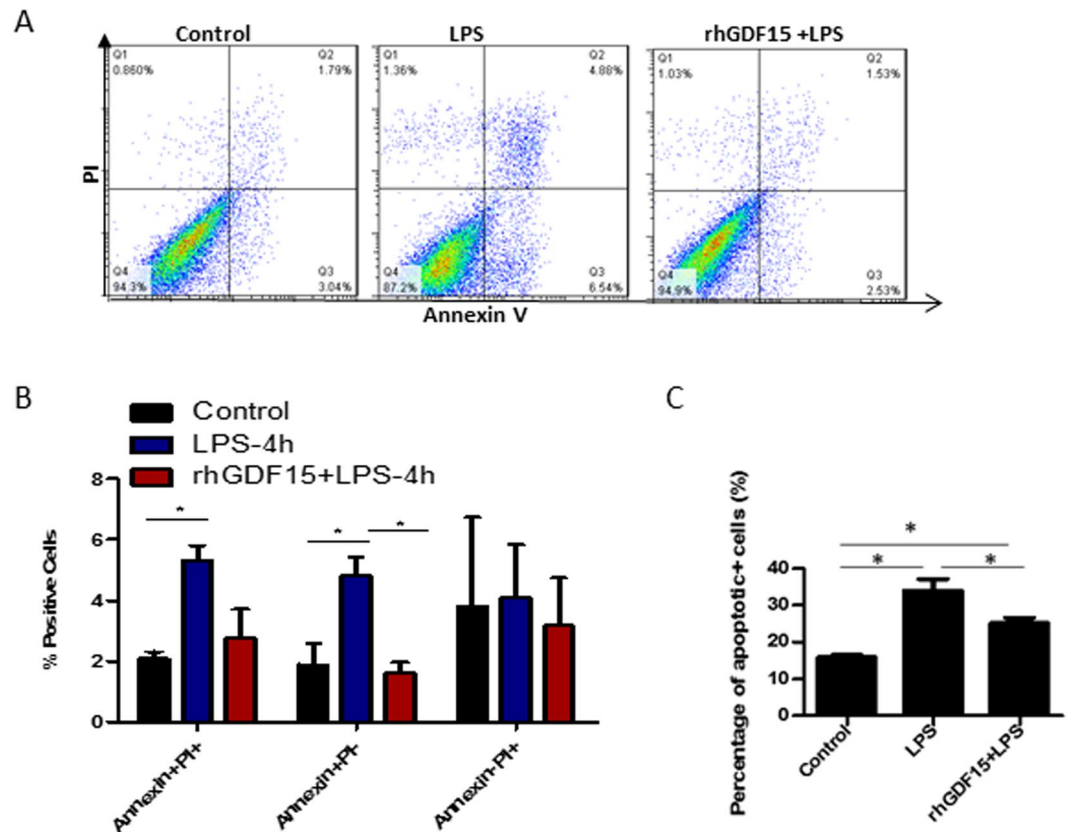 A
Control
LPS
rhGDF15 +LPS
Q1
0.860%
Q2
1.79%
Q4
94.3%
Q3
3.04%
Q1
1.36%
Q2
4.88%
Q4
87.2%
Q3
6.54%
Q1
1.03%
Q2
1.53%
Q4
94.9%
Q3
2.53%
PI
Annexin V
B
Control
LPS-4h
rhGDF15+LPS-4h
% Positive Cells
8
6
4
2
0
*
*
*
Annexin+PI+
Annexin+PI-
Annexin-PI+
C
Percentage of apoptotic+ cells (%)
*
*
*
40
30
20
10
0
Control
LPS
rhGDF15+LPS